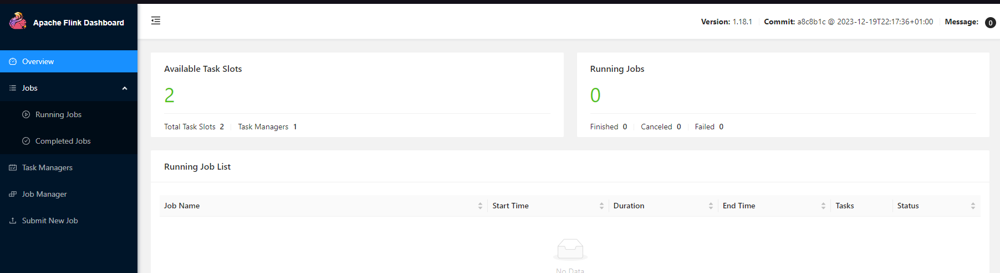 Apache Flink Dashboard
Version: 1.18.1 Commit: a8c8b1c @ 2023-12-19T22:17:36+01:00 Message: 0
Overview
Jobs
Running Jobs
Completed Jobs
Task Managers
Job Manager
Submit New Job
Available Task Slots
2
Total Task Slots 2 Task Managers 1
Running Jobs
0
Finished 0 Canceled 0 Failed 0
Running Job List
Job Name Start Time Duration End Time Tasks Status
No Data